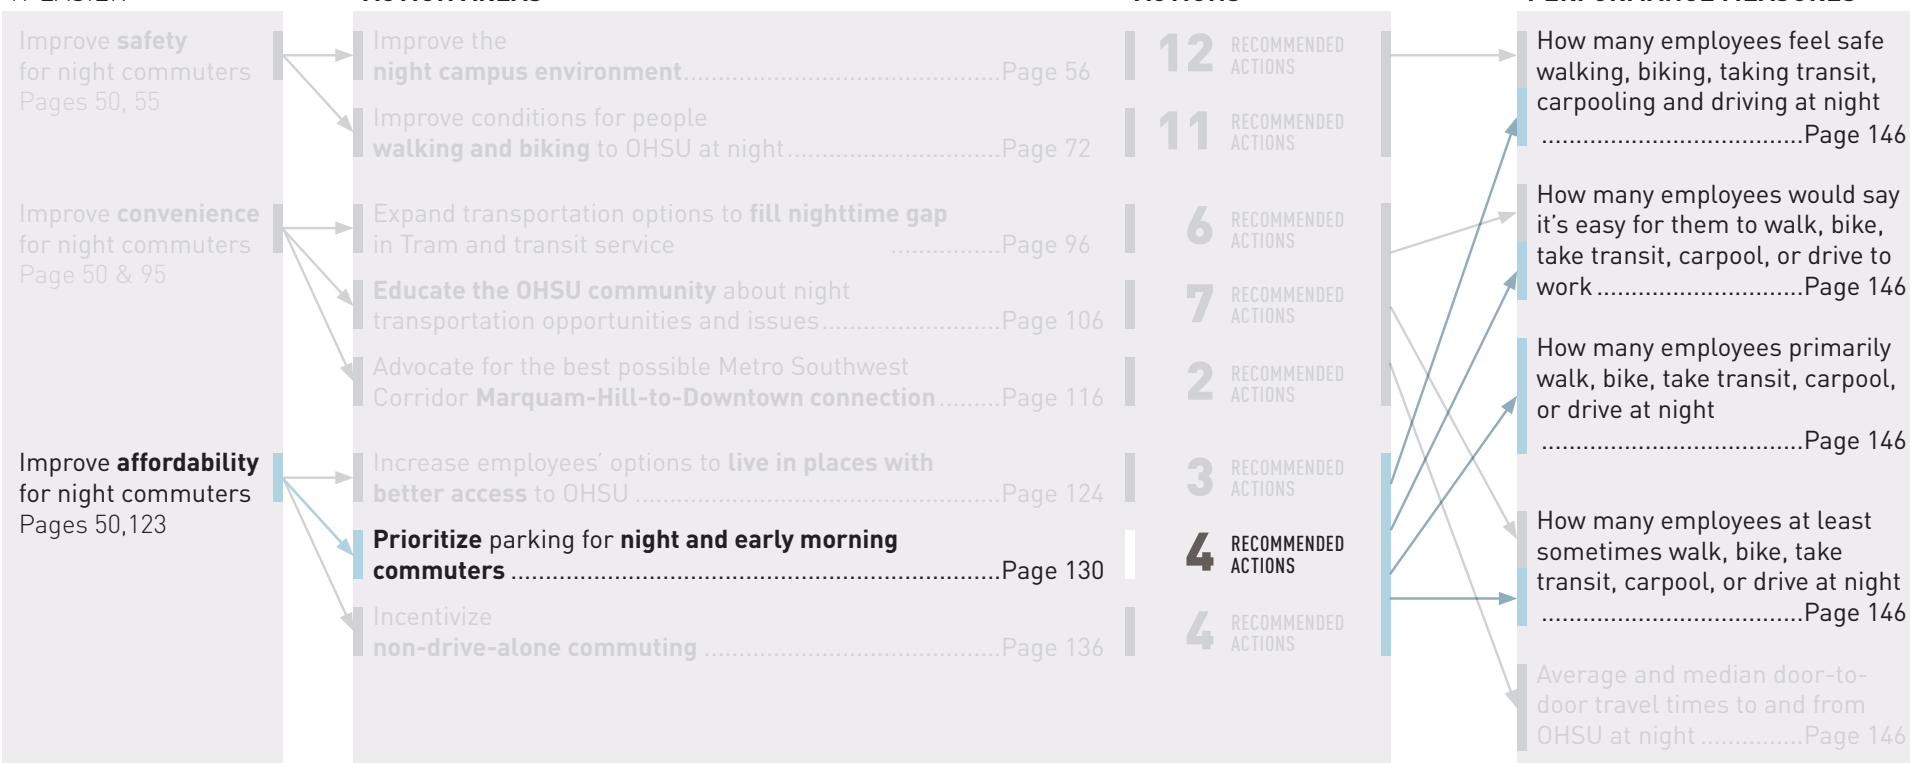 Improve safety
for night commuters
Pages 50, 55
Improve convenience
for night commuters
Page 50 & 95
Improve affordability
for night commuters
Pages 50,123
Improve the
night campus environment..............................................Page 56
12 RECOMMENDED
ACTIONS
Improve conditions for people
walking and biking to OHSU at night...............................Page 72
11 RECOMMENDED
ACTIONS
Expand transportation options to fill nighttime gap
in Tram and transit service ................Page 96
6 RECOMMENDED
ACTIONS
Educate the OHSU community about night
transportation opportunities and issues..........................Page 106
7 RECOMMENDED
ACTIONS
Advocate for the best possible Metro Southwest
Corridor Marquam-Hill-to-Downtown connection.........Page 116
2 RECOMMENDED
ACTIONS
Increase employees’ options to live in places with
better access to OHSU .....................................................Page 124
3 RECOMMENDED
ACTIONS
Prioritize parking for night and early morning
commuters .......................................................................Page 130
4 RECOMMENDED
ACTIONS
Incentivize
non-drive-alone commuting ...........................................Page 136
4 RECOMMENDED
ACTIONS
How many employees feel safe
walking, biking, taking transit,
carpooling and driving at night
......................................Page 146
How many employees would say
it’s easy for them to walk, bike,
take transit, carpool, or drive to
work ..............................Page 146
How many employees primarily
walk, bike, take transit, carpool,
or drive at night
......................................Page 146
How many employees at least
sometimes walk, bike, take
transit, carpool, or drive at night
......................................Page 146
Average and median door-to-
door travel times to and from
OHSU at night ...............Page 146